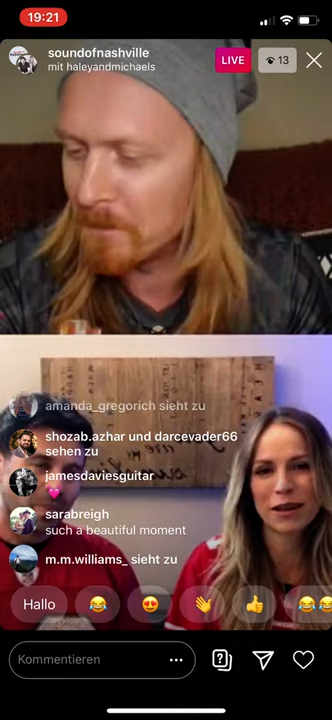 19:21
soundofnashville
mit haleyandmichaels
LIVE
13
amanda_gregorich sieht zu
shozab.azhar und darcevader66
sehen zu
jamesdaviesguitar
💗
sarabreigh
such a beautiful moment
m.m.williams_ sieht zu
Hallo 😂 😍 👋 👍 😂😂
Kommentieren